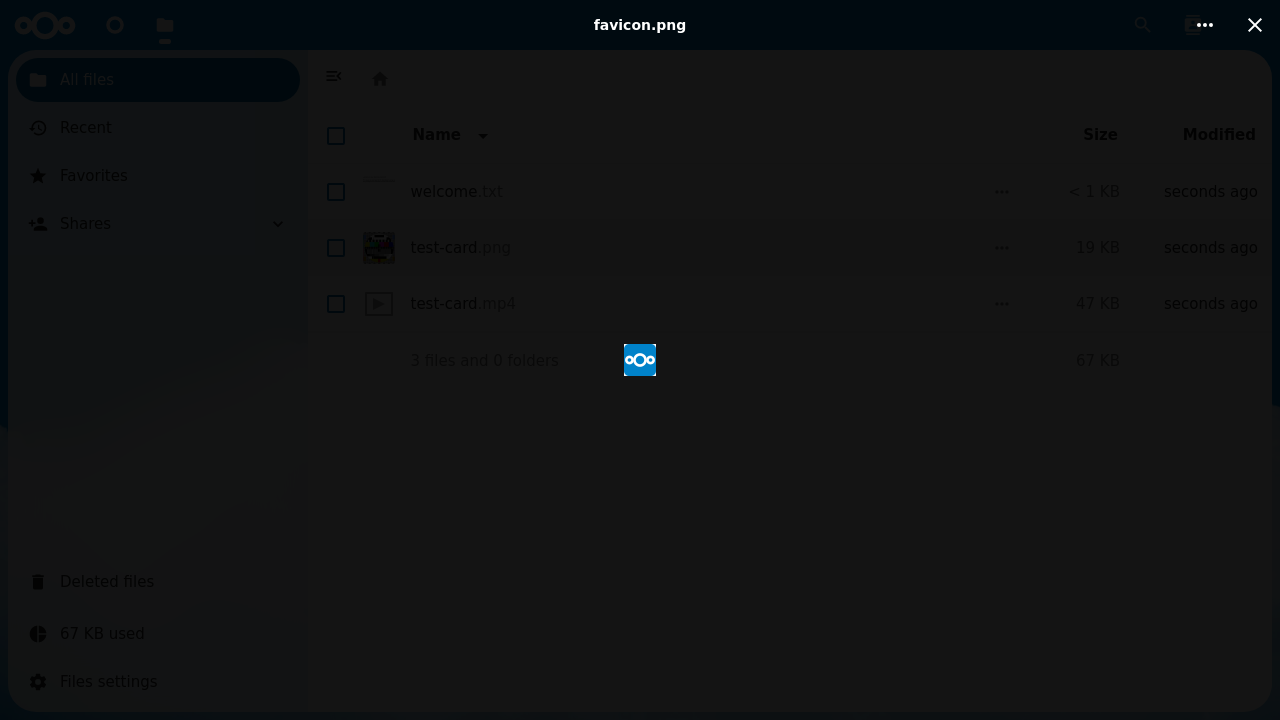 favicon.png
All files
Recent
Favorites
Shares
Name Size Modified
welcome.txt < 1 KB seconds ago
test-card.png 19 KB seconds ago
test-card.mp4 47 KB seconds ago
3 files and 0 folders 67 KB
Deleted files
67 KB used
Files settings